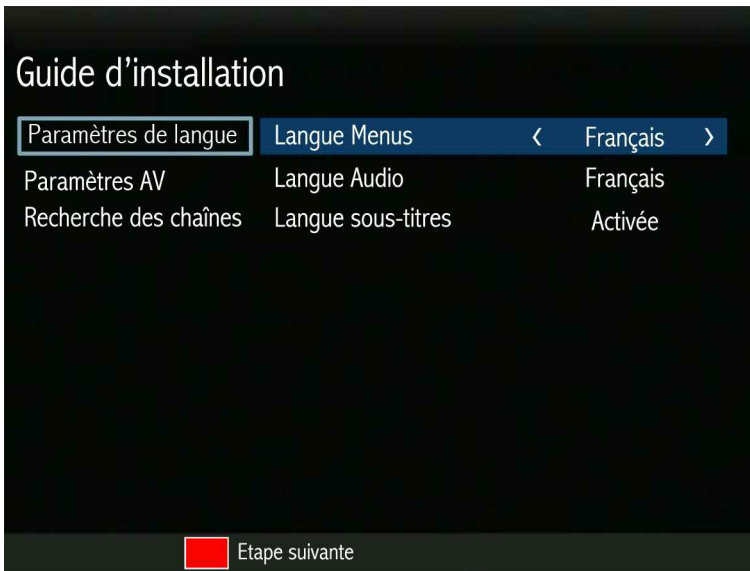 Guide d'installation
Paramètres de langue Langue Menus < Français >
Paramètres AV Langue Audio Français
Recherche des chaînes Langue sous-titres Activée
Etape suivante